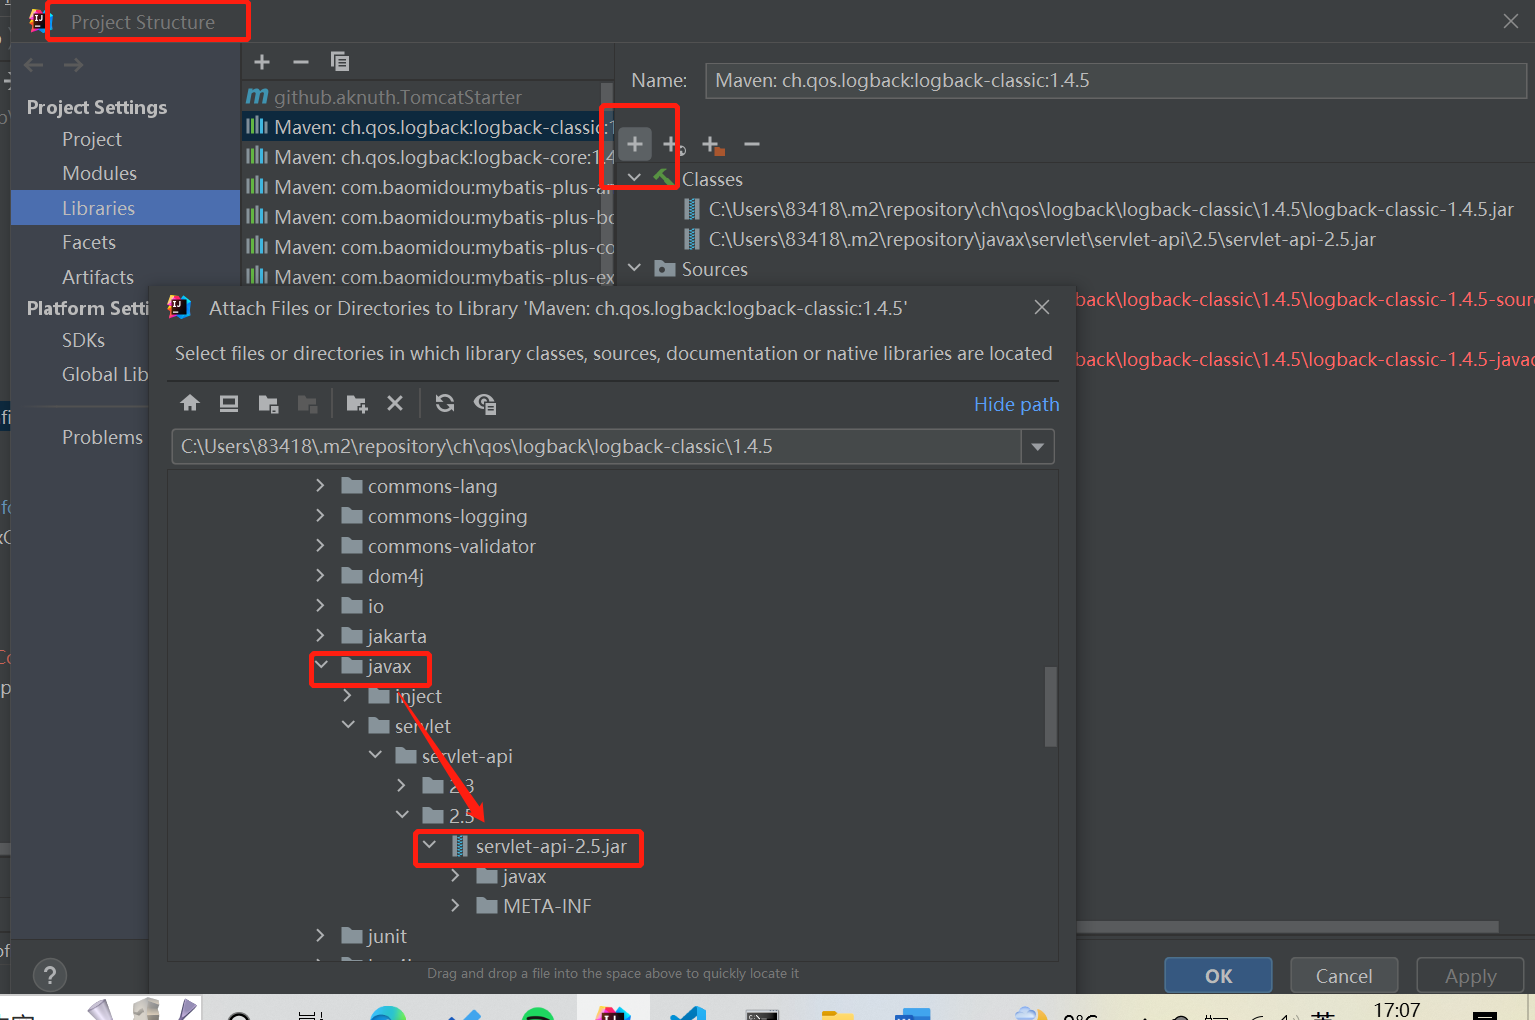 Project Structure
Project Settings
Project
Modules
Libraries
Facets
Artifacts
Platform Setti
SDKs
Global Lib
Problems
github.aknuth.TomcatStarter
Maven: ch.qos.logback:logback-classic:1
Maven: ch.qos.logback:logback-core:1.4
Maven: com.baomidou:mybatis-plus-an
Maven: com.baomidou:mybatis-plus-bo
Maven: com.baomidou:mybatis-plus-co
Maven: com.baomidou:mybatis-plus-ex
Name: Maven: ch.qos.logback:logback-classic:1.4.5
Classes
C:\Users\83418\.m2\repository\ch\qos\logback\logback-classic\1.4.5\logback-classic-1.4.5.jar
C:\Users\83418\.m2\repository\javax\servlet\servlet-api\2.5\servlet-api-2.5.jar
Sources
back\logback-classic\1.4.5\logback-classic-1.4.5-sour
back\logback-classic\1.4.5\logback-classic-1.4.5-javad
Attach Files or Directories to Library 'Maven: ch.qos.logback:logback-classic:1.4.5'
Select files or directories in which library classes, sources, documentation or native libraries are located
Hide path
C:\Users\83418\.m2\repository\ch\qos\logback\logback-classic\1.4.5
commons-lang
commons-logging
commons-validator
dom4j
io
jakarta
javax
inject
servlet
servlet-api
2.3
2.5
servlet-api-2.5.jar
javax
META-INF
junit
Drag and drop a file into the space above to quickly locate it
?
OK
Cancel
Apply
17:07